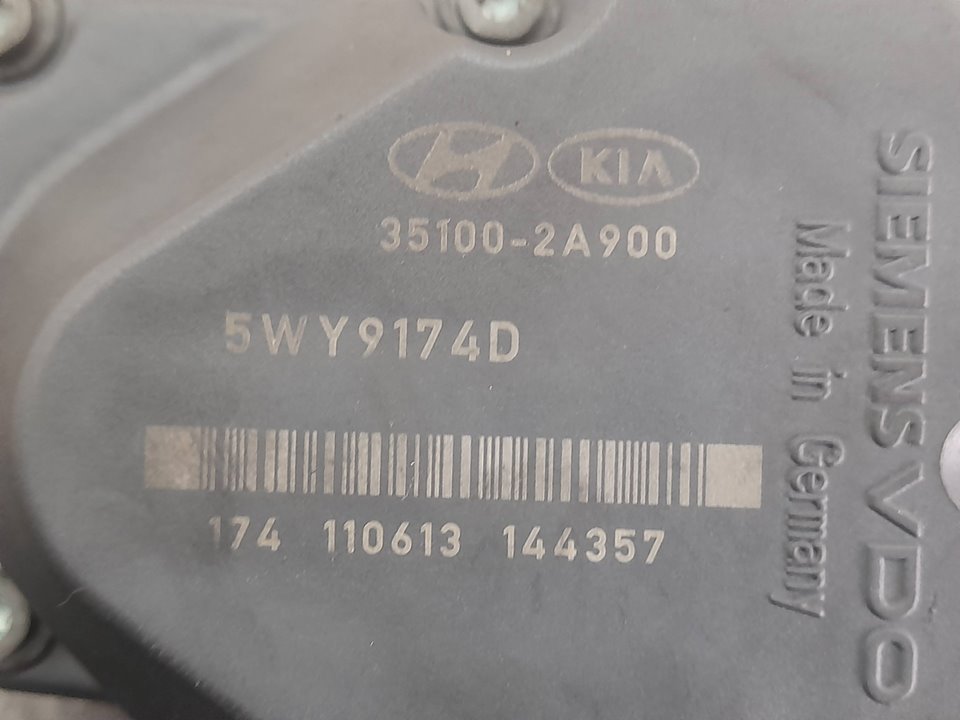 KIA
35100-2A900
5WY9174D
174 110613 144357
Made in Germany
SIEMENS VDO